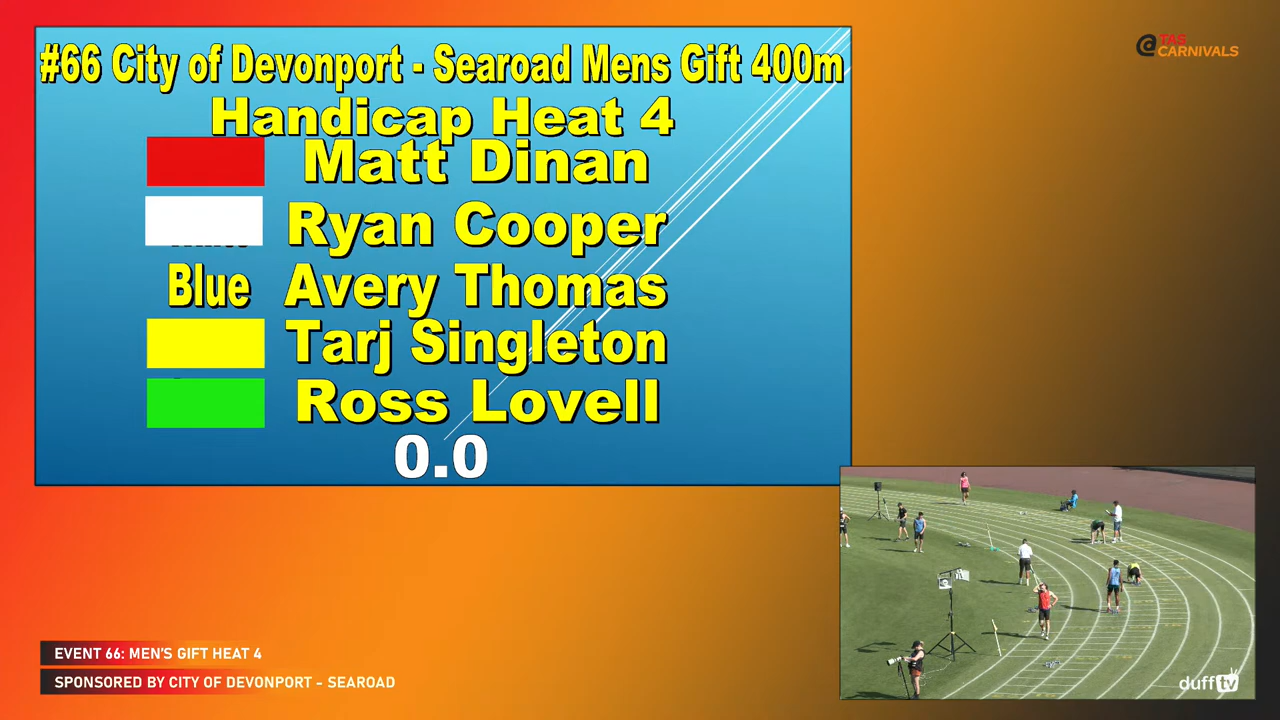 #66 City of Devonport - Searoad Mens Gift 400m
Handicap Heat 4
Matt Dinan
Ryan Cooper
Blue Avery Thomas
Tarj Singleton
Ross Lovell
0.0
@TAS
CARNIVALS
EVENT 66: MEN'S GIFT HEAT 4
SPONSORED BY CITY OF DEVONPORT - SEAROAD
duff tv